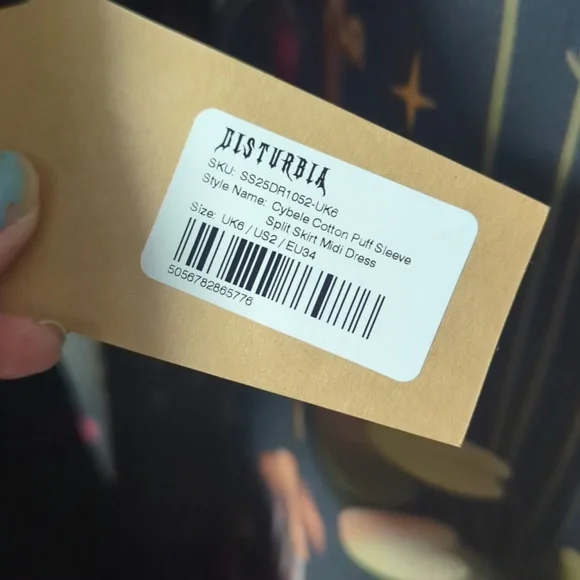 DISTURBIA
SKU: SS25DR1052-UK6
Style Name: Cybele Cotton Puff Sleeve
Split Skirt Midi Dress
Size: UK6 / US2 / EU34
5056782865776